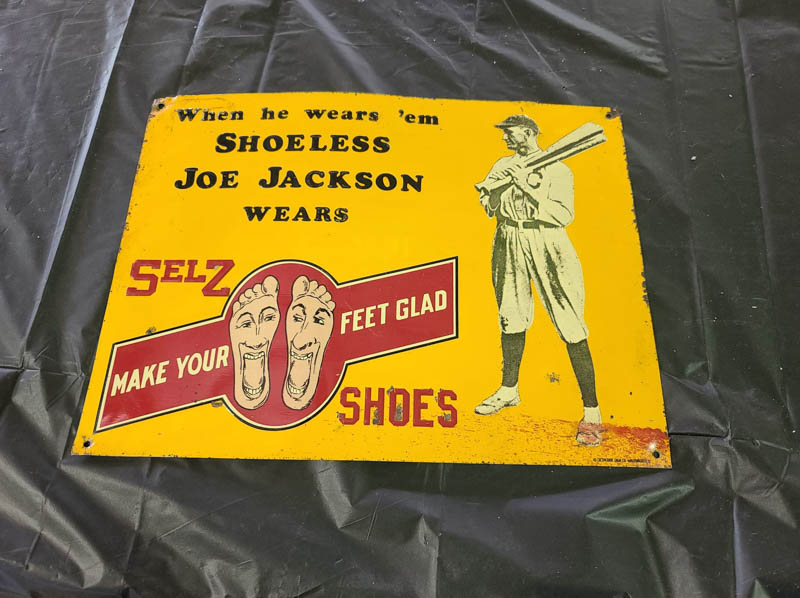 When he wears 'em
SHOELESS
JOE JACKSON
WEARS
SELZ
MAKE YOUR FEET GLAD
SHOES
C